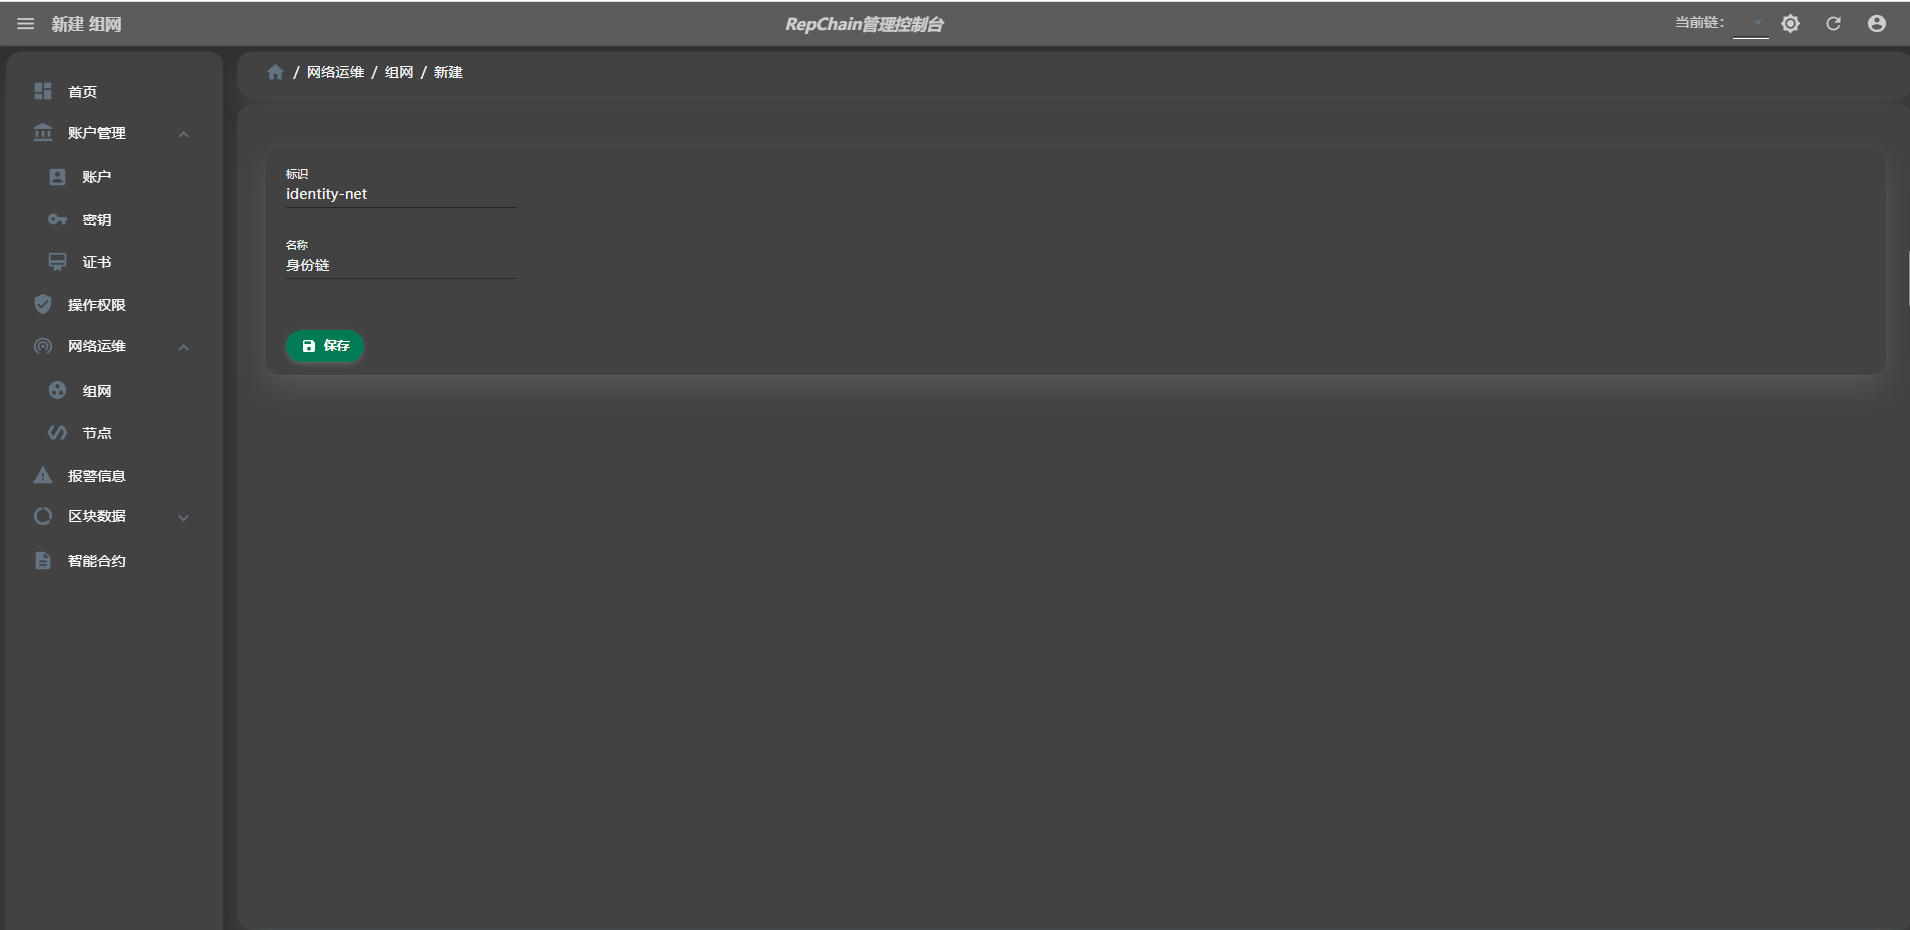 新建 组网
RepChain管理控制台
当前链：
首页
账户管理
账户
密钥
证书
操作权限
网络运维
组网
节点
报警信息
区块数据
智能合约
/ 网络运维 / 组网 / 新建
标识
identity-net
名称
身份链
保存